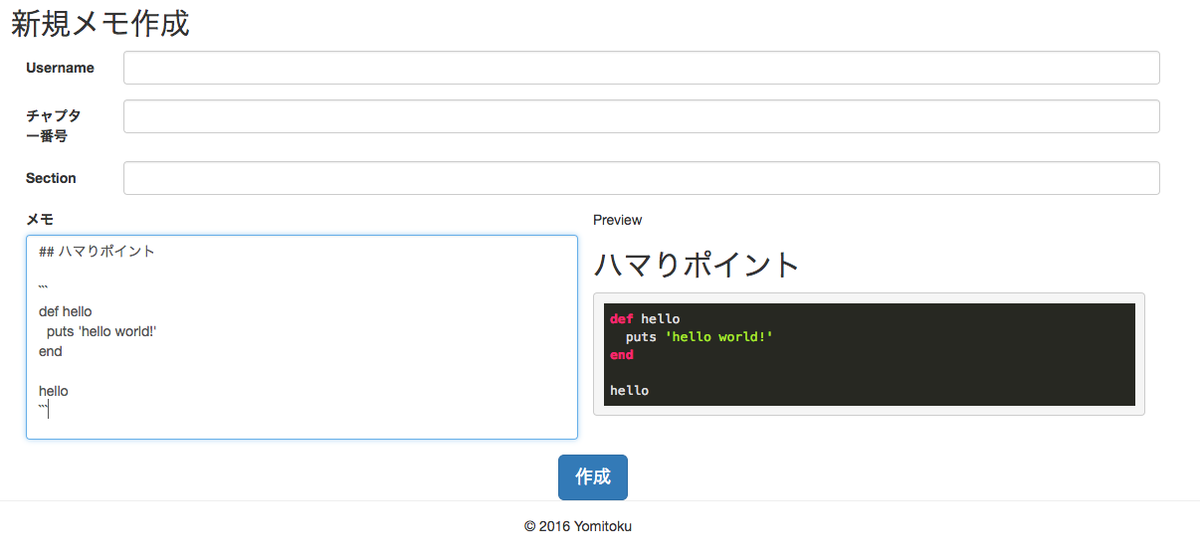 新規メモ作成
Username
チャプタ
ー番号
Section
メモ
## ハマりポイント
```
def hello
  puts 'hello world!'
end
hello
```
Preview
ハマりポイント
def hello
  puts 'hello world!'
end
hello
作成
© 2016 Yomitoku